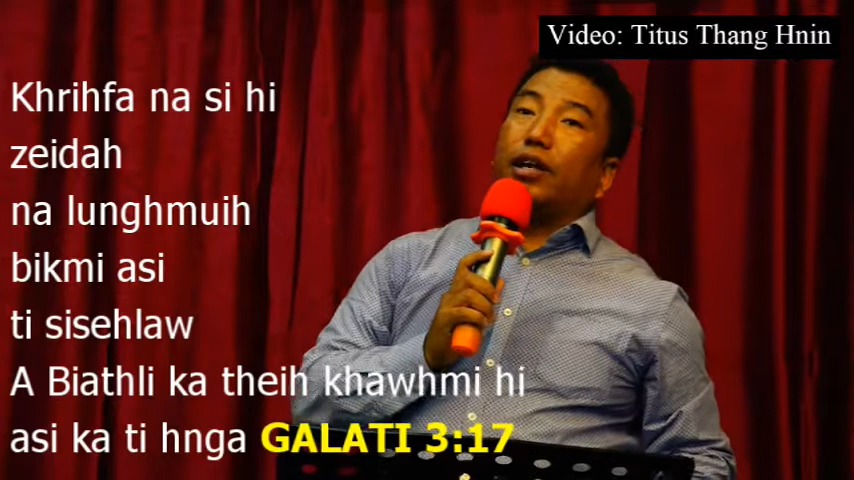 Video: Titus Thang Hnin
Khrihfa na si hi
zeidah
na lunghmuih
bikmi asi
ti sisehlaw
A Biathli ka theih khawhmi hi
asi ka ti hnga GALATI 3:17